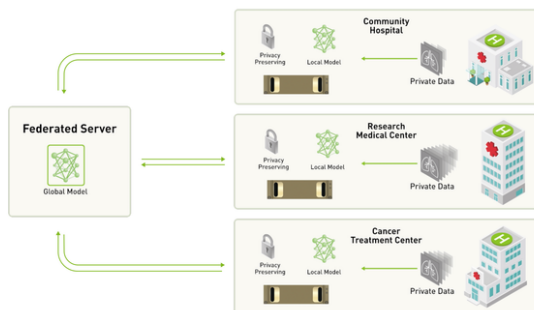 Community
Hospital
Privacy
Preserving
Local Model
Private Data
H
Federated Server
Global Model
Research
Medical Center
Privacy
Preserving
Local Model
Private Data
H
Cancer
Treatment Center
Privacy
Preserving
Local Model
Private Data
H